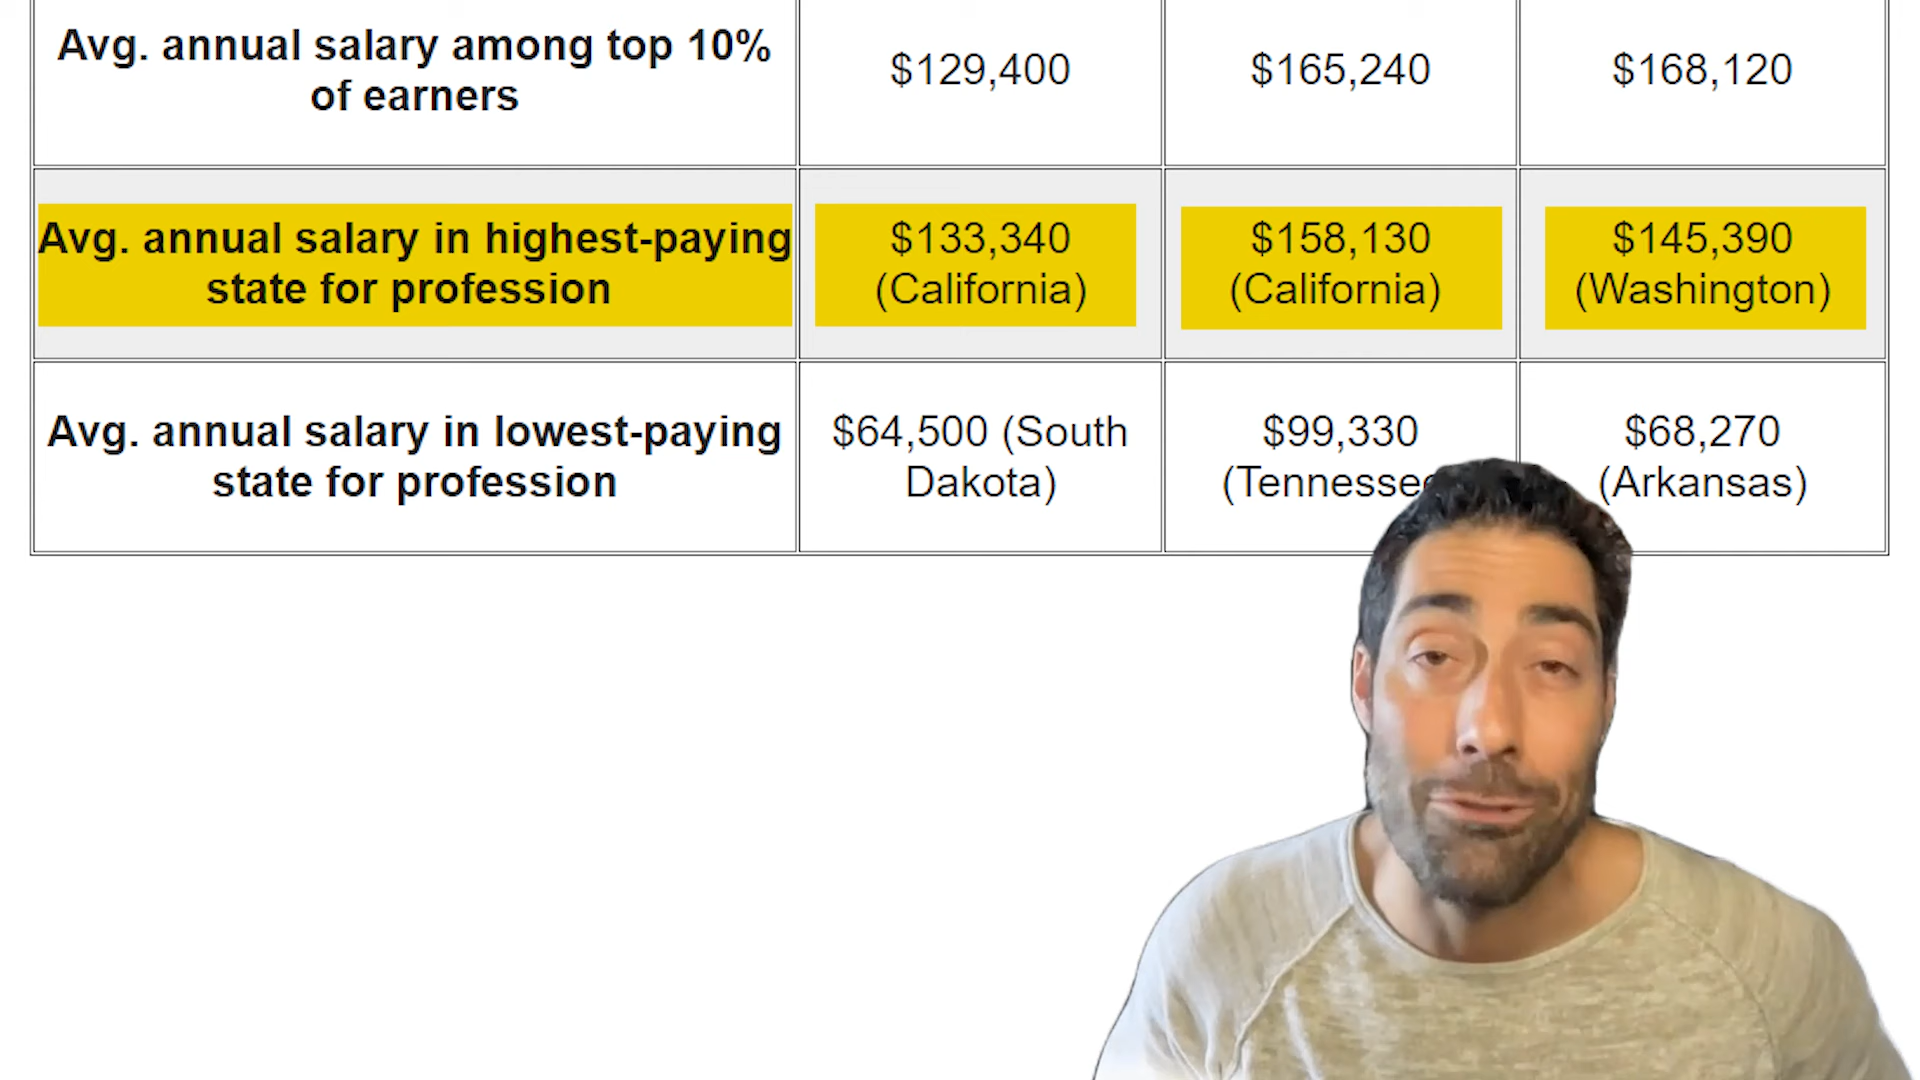 Avg. annual salary among top 10%
of earners
$129,400
$165,240
$168,120
Avg. annual salary in highest-paying
state for profession
$133,340
(California)
$158,130
(California)
$145,390
(Washington)
Avg. annual salary in lowest-paying
state for profession
$64,500 (South
Dakota)
$99,330
(Tennessee
$68,270
(Arkansas)